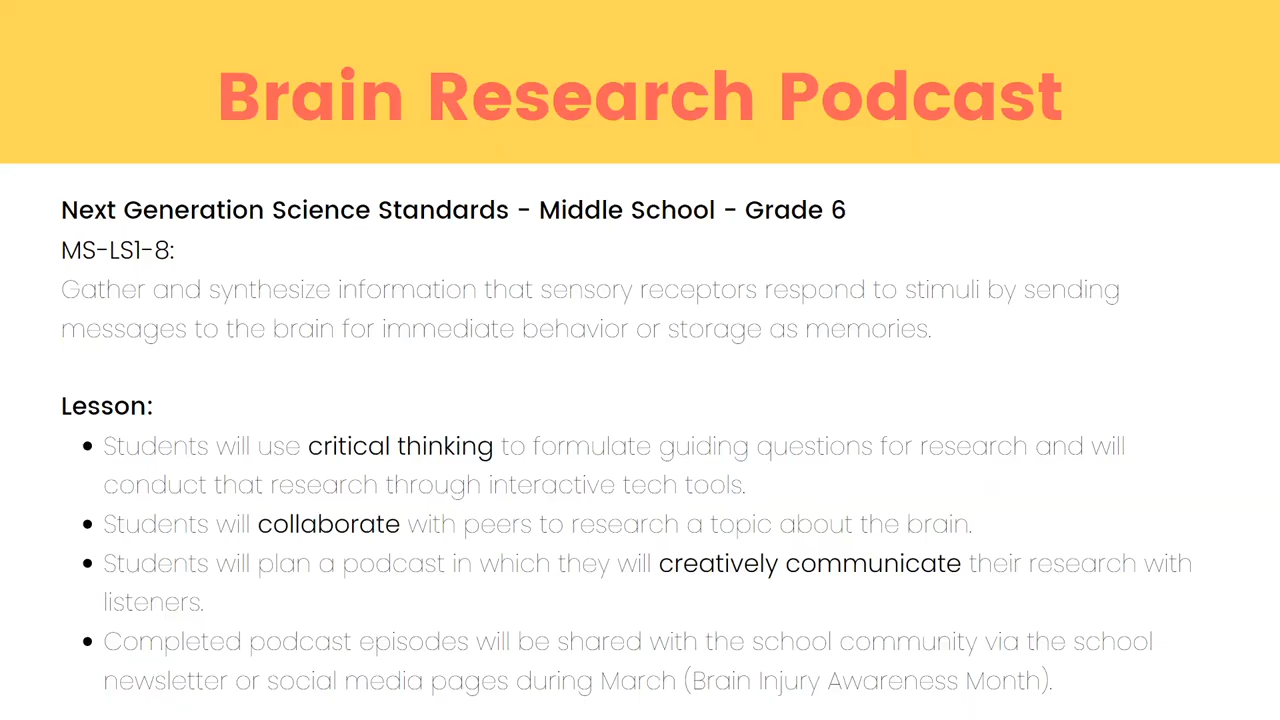 Brain Research Podcast
Next Generation Science Standards - Middle School - Grade 6
MS-LS1-8:
Gather and synthesize information that sensory receptors respond to stimuli by sending
messages to the brain for immediate behavior or storage as memories.
Lesson:
• Students will use critical thinking to formulate guiding questions for research and will
conduct that research through interactive tech tools.
• Students will collaborate with peers to research a topic about the brain.
• Students will plan a podcast in which they will creatively communicate their research with
listeners.
• Completed podcast episodes will be shared with the school community via the school
newsletter or social media pages during March (Brain Injury Awareness Month).